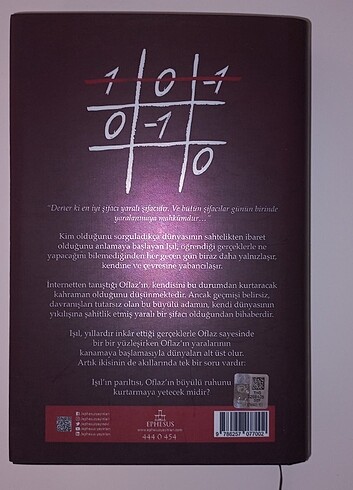 1 0 -1
0 -1
0
"Derler ki en iyi şifacı yaralı şifacıdır. Ve bütün şifacılar günün birinde
yaralanmaya mahkûmdur…"
Kim olduğunu sorguladıkça dünyasının sahtelikten ibaret
olduğunu anlamaya başlayan Işıl, öğrendiği gerçeklerle ne
yapacağını bilemediğinden her geçen gün biraz daha yalnızlaşır,
kendine ve çevresine yabancılaşır.
İnternetten tanıştığı Oflaz'ın, kendisini bu durumdan kurtaracak
kahraman olduğunu düşünmektedir. Ancak geçmişi belirsiz,
davranışları tutarsız olan bu büyülü adamın, kendi dünyasının
yıkılışına şahitlik etmiş yaralı bir şifacı olduğundan bihaberdir.
Işıl, yıllardır inkâr ettiği gerçeklerle Oflaz sayesinde
bir bir yüzleşirken Oflaz'ın yaralarının
kanamaya başlamasıyla dünyaları alt üst olur.
Artık ikisinin de akıllarında tek bir soru vardır:
Işıl'ın parıltısı, Oflaz'ın büyülü ruhunu
kurtarmaya yetecek midir?
EPHESUS
www.ephesusyayinlari.com
444 0 454
9 786257 077002